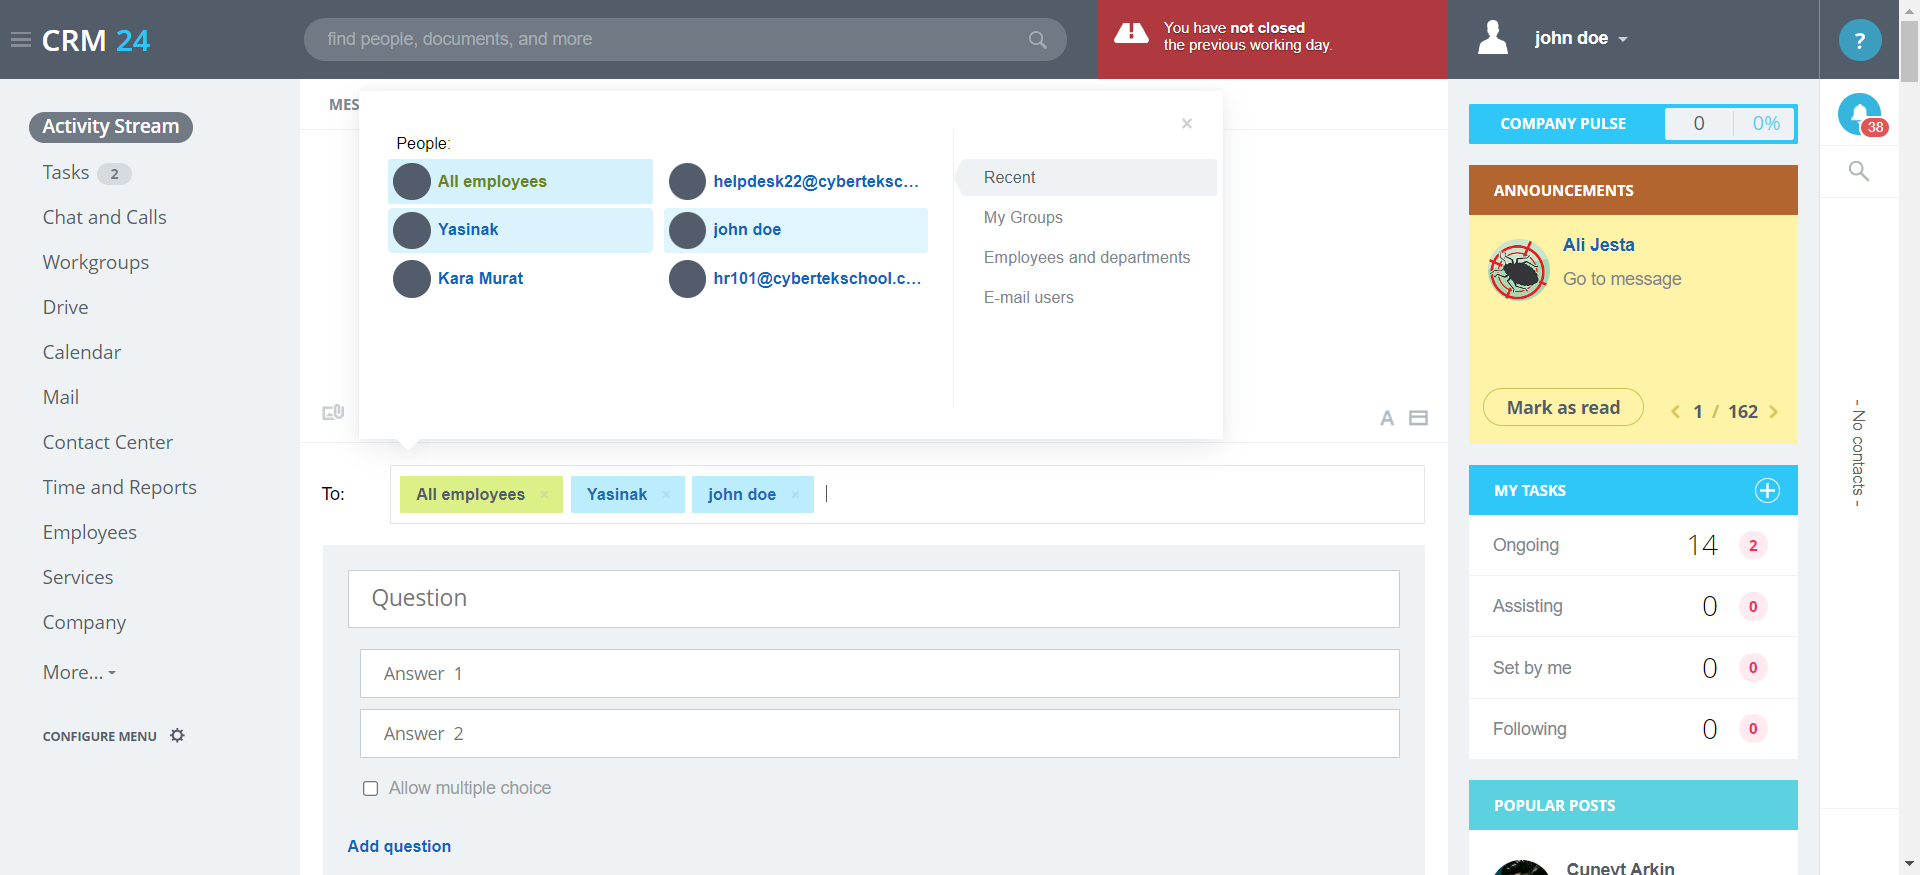 CRM 24
find people, documents, and more
You have not closed
the previous working day.
john doe
?
Activity Stream
Tasks 2
Chat and Calls
Workgroups
Drive
Calendar
Mail
Contact Center
Time and Reports
Employees
Services
Company
More...
CONFIGURE MENU
MES
People:
All employees
helpdesk22@cyberteksc...
Yasinak
john doe
Kara Murat
hr101@cybertekschool.c...
Recent
My Groups
Employees and departments
E-mail users
A
To:
All employees ×
Yasinak ×
john doe ×
Question
Answer 1
Answer 2
Allow multiple choice
Add question
COMPANY PULSE 0 0%
ANNOUNCEMENTS
Ali Jesta
Go to message
Mark as read
1 / 162
MY TASKS
Ongoing 14 2
Assisting 0 0
Set by me 0 0
Following 0 0
POPULAR POSTS
Cuneyt Arkin
38
- No contacts -